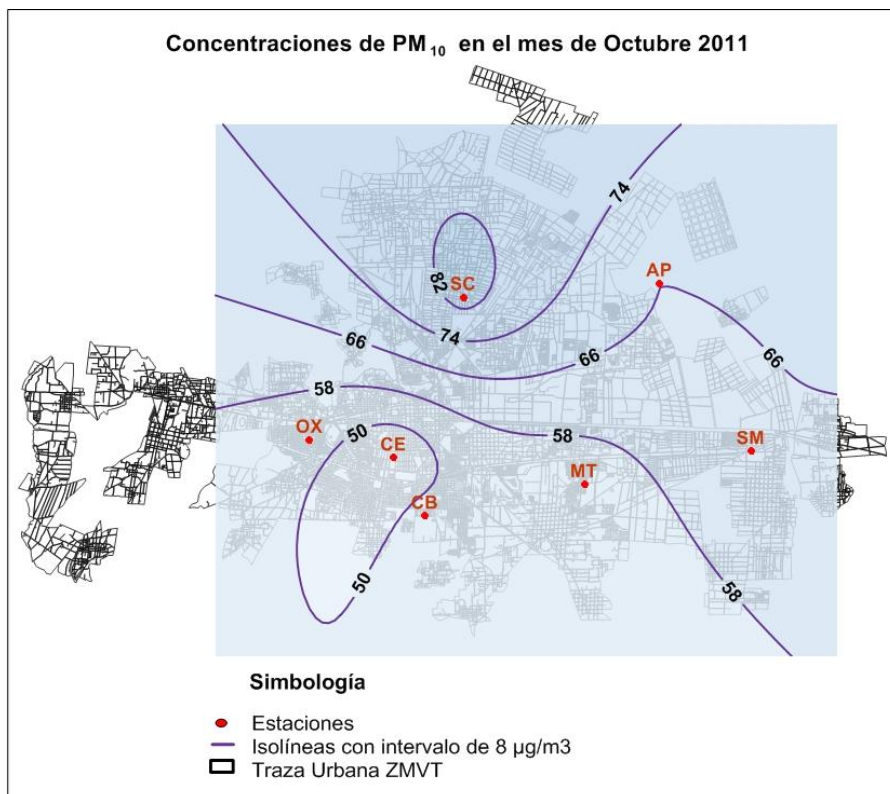 Concentraciones de PM10 en el mes de Octubre 2011
74
AP
82
SC
74
66
66
66
58
OX
50
CE
58
SM
MT
CB
50
58
Simbología
Estaciones
Isolíneas con intervalo de 8 µg/m3
Traza Urbana ZMVT